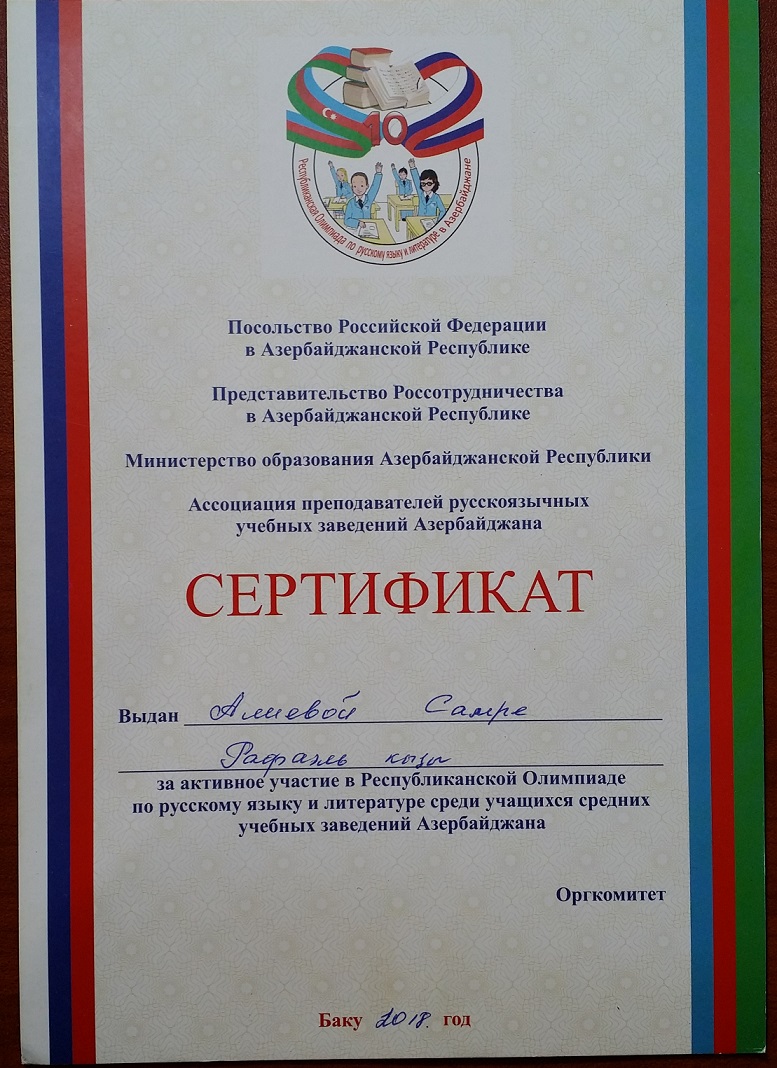 10
Республиканская Олимпиада по русскому языку и литературе в Азербайджане
Посольство Российской Федерации
в Азербайджанской Республике
Представительство Россотрудничества
в Азербайджанской Республике
Министерство образования Азербайджанской Республики
Ассоциация преподавателей русскоязычных
учебных заведений Азербайджана
СЕРТИФИКАТ
Выдан Алиевой Самре
Рафаэль кызы
за активное участие в Республиканской Олимпиаде
по русскому языку и литературе среди учащихся средних
учебных заведений Азербайджана
Оргкомитет
Баку 2018. год